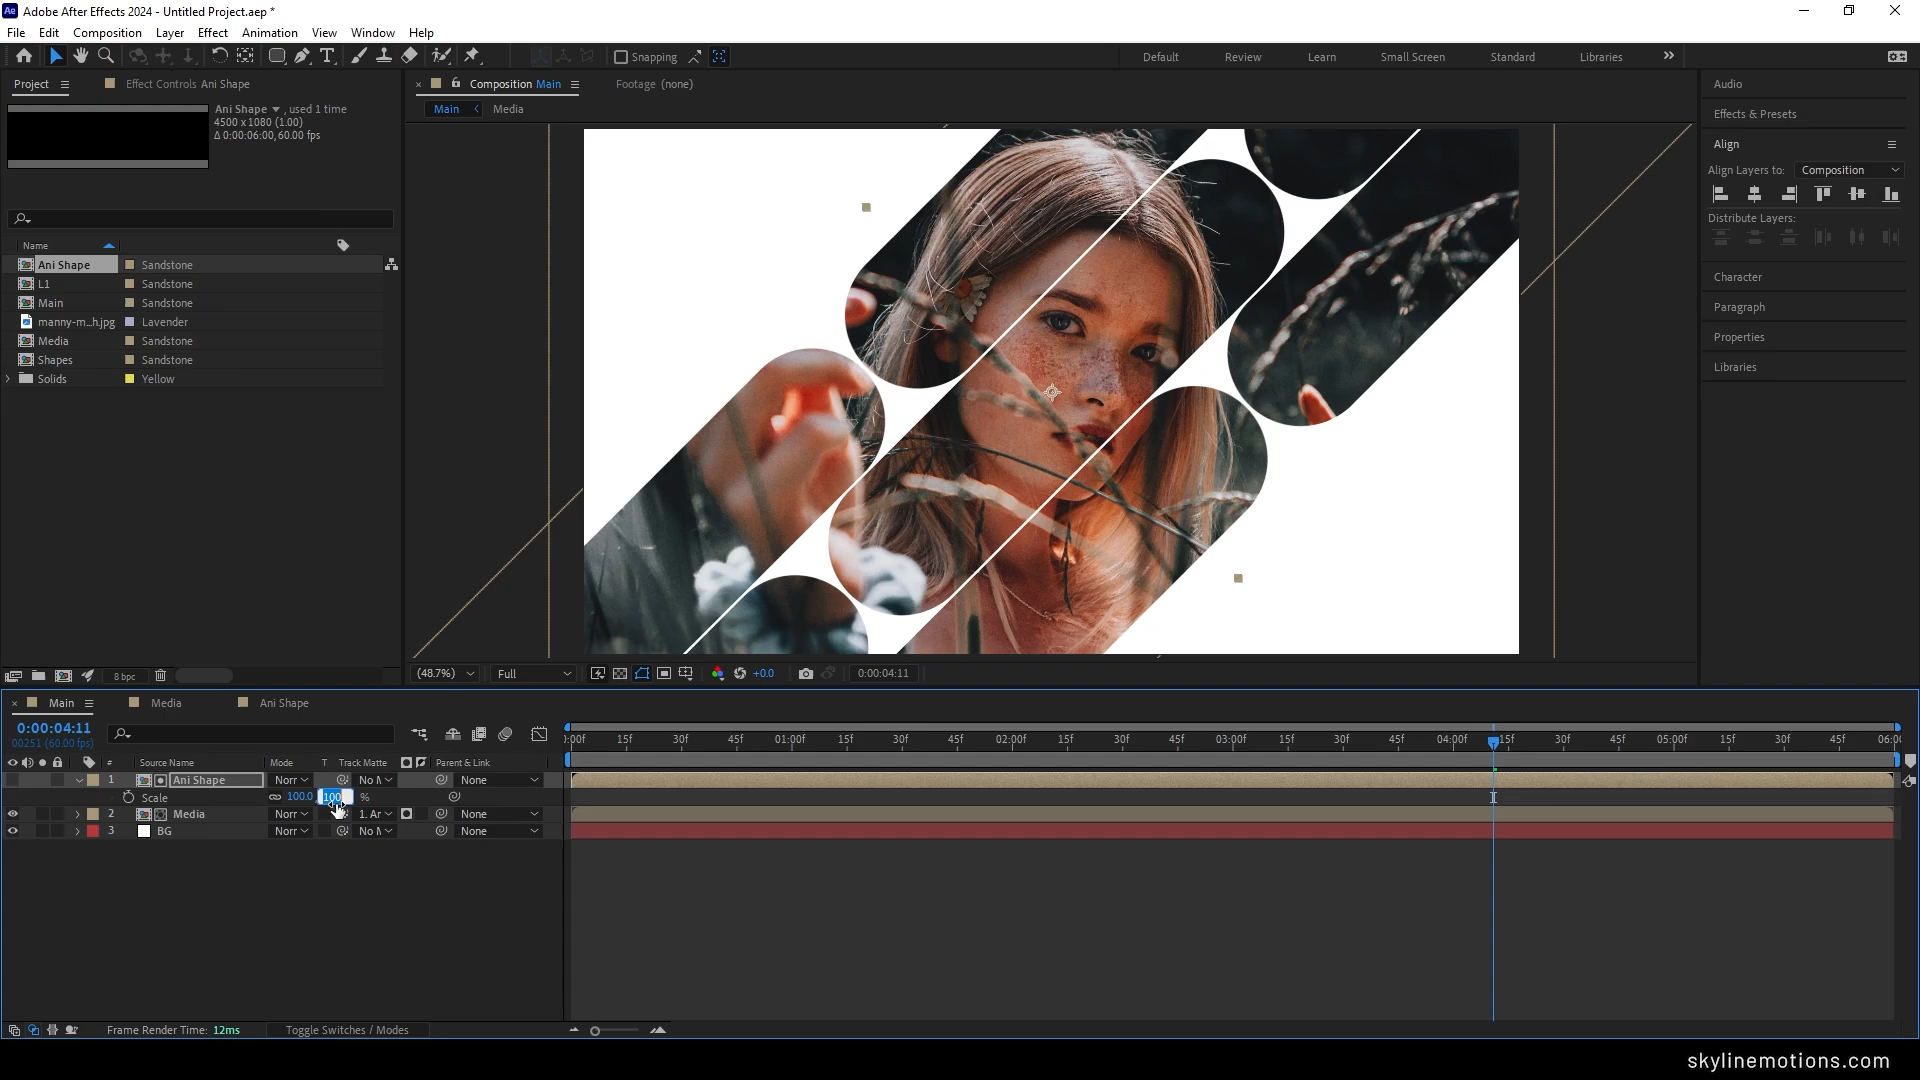 Adobe After Effects 2024 - Untitled Project.aep *
File Edit Composition Layer Effect Animation View Window Help
Snapping
Default Review Learn Small Screen Standard Libraries
Project
Effect Controls Ani Shape
Composition Main
Footage (none)
Audio
Ani Shape , used 1 time
4500 x 1080 (1.00)
Δ 0:00:06:00, 60.00 fps
Main Media
Effects & Presets
Align
Align Layers to: Composition
Distribute Layers:
Name
Ani Shape Sandstone
L1 Sandstone
Main Sandstone
manny-m...h.jpg Lavender
Media Sandstone
Shapes Sandstone
Solids Yellow
Character
Paragraph
Properties
Libraries
8 bpc
(48.7%) Full +0.0 0:00:04:11
Main Media Ani Shape
0:00:04:11
00251 (60.00 fps)
:00f 15f 30f 45f 01:00f 15f 30f 45f 02:00f 15f 30f 45f 03:00f 15f 30f 45f 04:00f 15f 30f 45f 05:00f 15f 30f 45f 06:00
# Source Name Mode T Track Matte Parent & Link
1 Ani Shape Norr No M None
Scale 100.0 100 %
2 Media Norr 1. Ar None
3 BG Norr No M None
Frame Render Time: 12ms Toggle Switches / Modes
skylinemotions.com